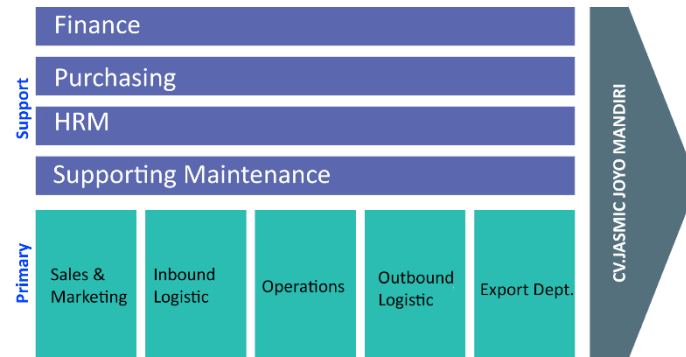 Finance
Purchasing
HRM
Supporting Maintenance
Support
Primary
Sales &
Marketing
Inbound
Logistic
Operations
Outbound
Logistic
Export Dept.
CV.JASMIC JOYO MANDIRI